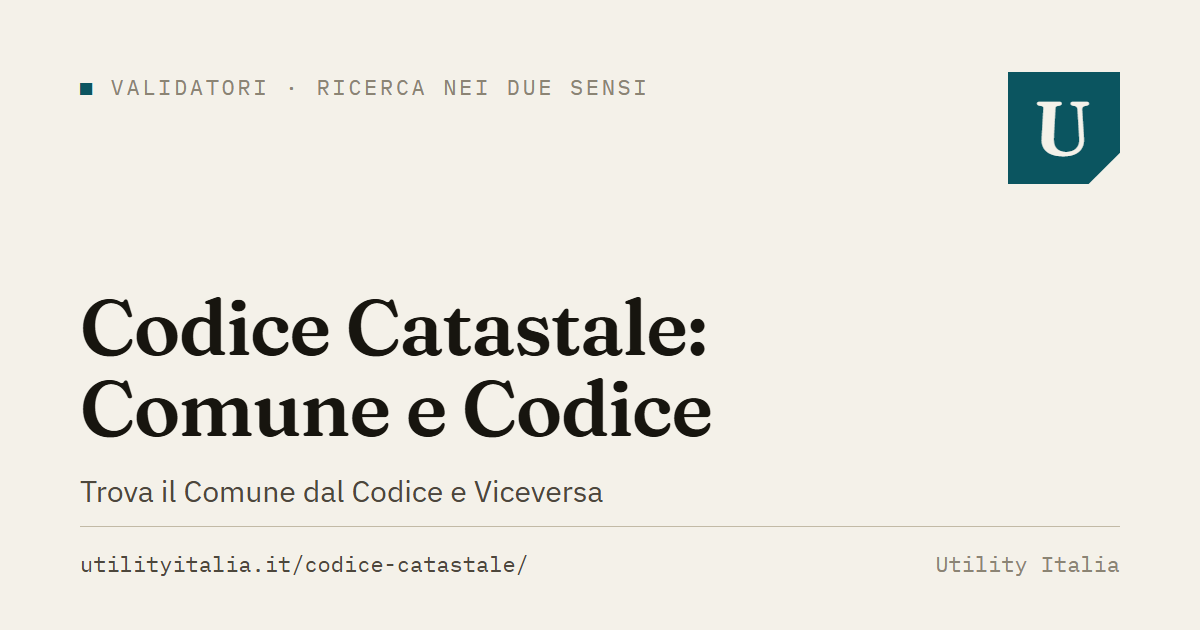 VALIDATORI · RICERCA NEI DUE SENSI
U
Codice Catastale:
Comune e Codice
Trova il Comune dal Codice e Viceversa
utilityitalia.it/codice-catastale/
Utility Italia